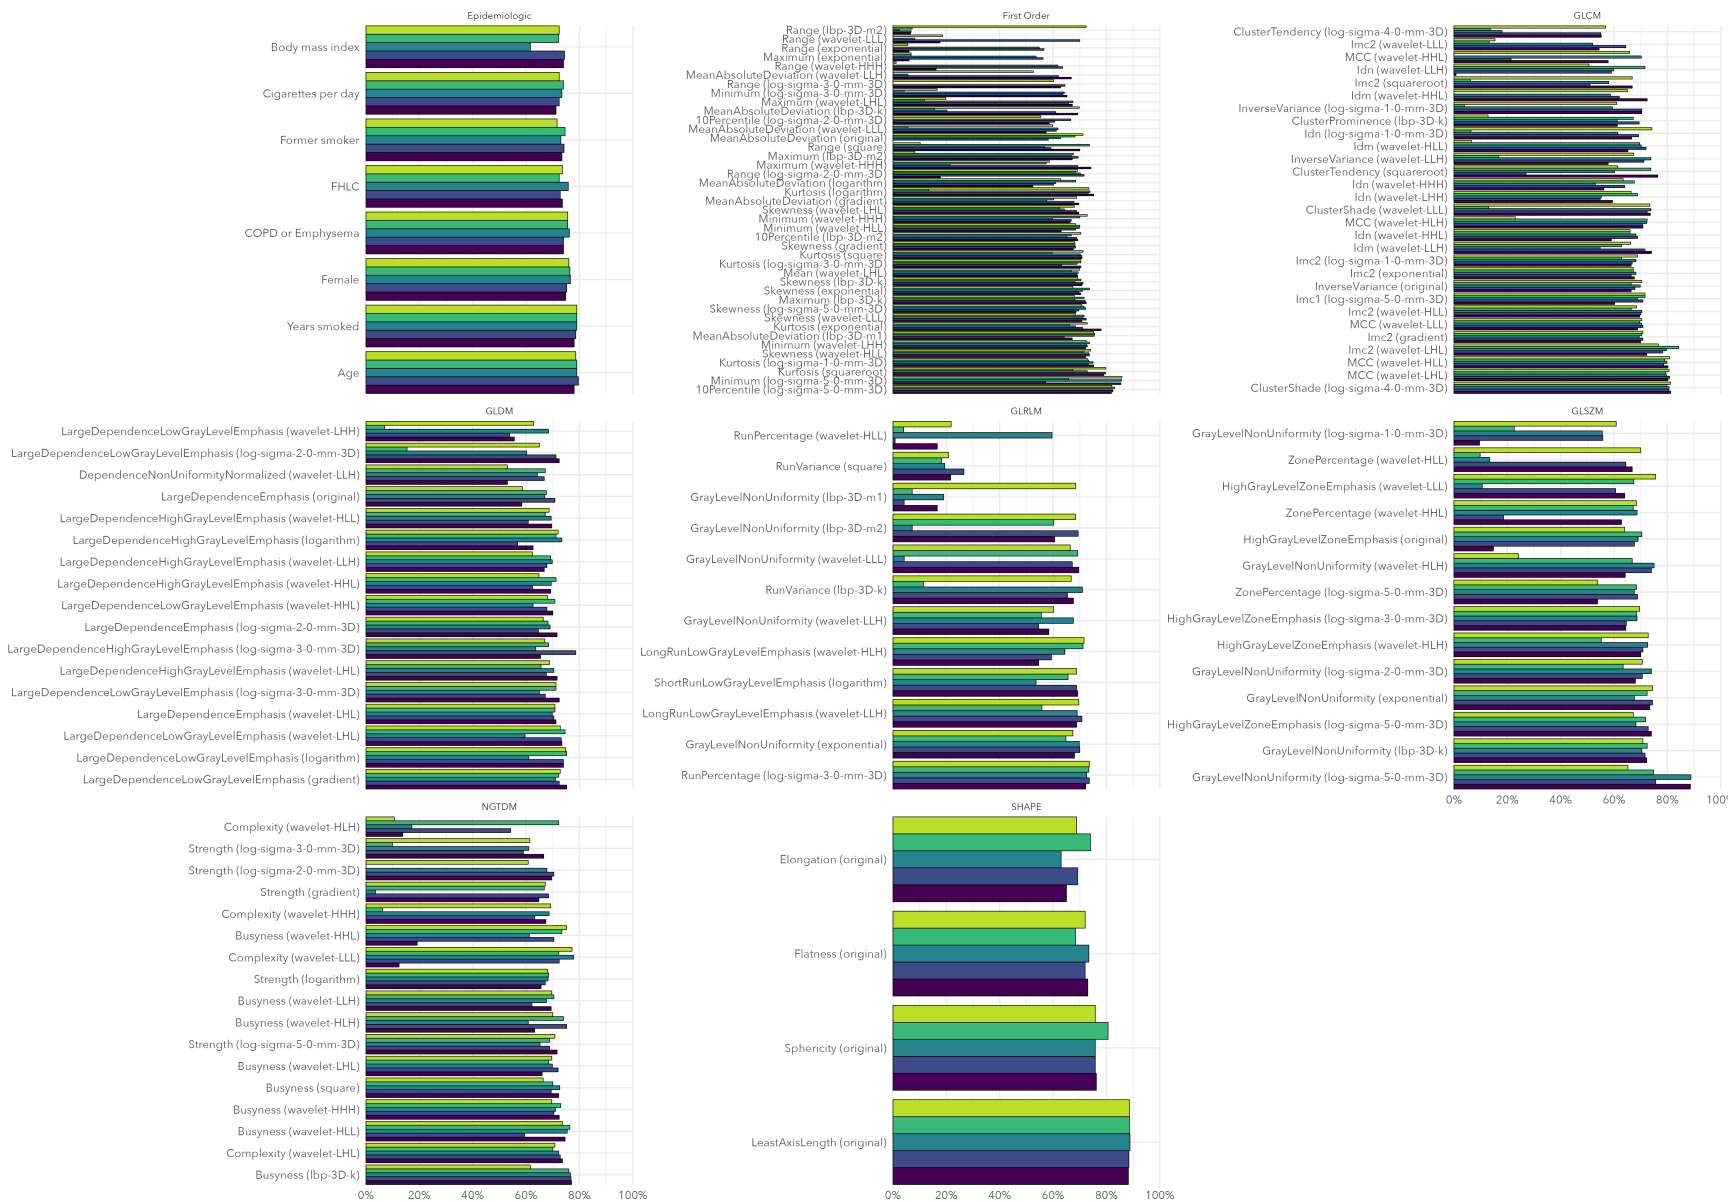 Epidemiologic
Body mass index
Cigarettes per day
Former smoker
FHLC
COPD or Emphysema
Female
Years smoked
Age
First Order
Range (lbp-3D-m2)
Range (wavelet-LLL)
Range (exponential)
Maximum (exponential)
Range (wavelet-HHH)
MeanAbsoluteDeviation (wavelet-LLH)
Range (log-sigma-3-0-mm-3D)
Minimum (log-sigma-3-0-mm-3D)
Maximum (wavelet-LHL)
MeanAbsoluteDeviation (lbp-3D-k)
10Percentile (log-sigma-2-0-mm-3D)
MeanAbsoluteDeviation (wavelet-LLL)
MeanAbsoluteDeviation (original)
Range (square)
Maximum (lbp-3D-m2)
Maximum (wavelet-HHH)
Range (log-sigma-2-0-mm-3D)
MeanAbsoluteDeviation (logarithm)
Kurtosis (logarithm)
MeanAbsoluteDeviation (gradient)
Skewness (wavelet-LHL)
Minimum (wavelet-HHH)
Minimum (wavelet-HLL)
10Percentile (lbp-3D-m2)
Skewness (gradient)
Kurtosis (square)
Kurtosis (log-sigma-3-0-mm-3D)
Mean (wavelet-LHL)
Skewness (lbp-3D-k)
Skewness (exponential)
Maximum (lbp-3D-k)
Skewness (log-sigma-5-0-mm-3D)
Skewness (wavelet-LLL)
Kurtosis (exponential)
MeanAbsoluteDeviation (lbp-3D-m1)
Minimum (wavelet-LHH)
Skewness (wavelet-HLL)
Kurtosis (log-sigma-1-0-mm-3D)
Kurtosis (squareroot)
Minimum (log-sigma-5-0-mm-3D)
10Percentile (log-sigma-5-0-mm-3D)
GLCM
ClusterTendency (log-sigma-4-0-mm-3D)
Imc2 (wavelet-LLL)
MCC (wavelet-HHL)
Idn (wavelet-LLH)
Imc2 (squareroot)
Idm (wavelet-HHL)
InverseVariance (log-sigma-1-0-mm-3D)
ClusterProminence (lbp-3D-k)
Idn (log-sigma-1-0-mm-3D)
Idm (wavelet-HLL)
InverseVariance (wavelet-LLH)
ClusterTendency (squareroot)
Idn (wavelet-HHH)
Idn (wavelet-LHH)
ClusterShade (wavelet-LLL)
MCC (wavelet-HLH)
Idn (wavelet-HHL)
Idm (wavelet-LLH)
Imc2 (log-sigma-1-0-mm-3D)
Imc2 (exponential)
InverseVariance (original)
Imc1 (log-sigma-5-0-mm-3D)
Imc2 (wavelet-HLL)
MCC (wavelet-LLL)
Imc2 (gradient)
Imc2 (wavelet-LHL)
MCC (wavelet-HLL)
MCC (wavelet-LHL)
ClusterShade (log-sigma-4-0-mm-3D)
GLDM
LargeDependenceLowGrayLevelEmphasis (wavelet-LHH)
LargeDependenceLowGrayLevelEmphasis (log-sigma-2-0-mm-3D)
DependenceNonUniformityNormalized (wavelet-LLH)
LargeDependenceEmphasis (original)
LargeDependenceHighGrayLevelEmphasis (wavelet-HLL)
LargeDependenceHighGrayLevelEmphasis (logarithm)
LargeDependenceHighGrayLevelEmphasis (wavelet-LLH)
LargeDependenceHighGrayLevelEmphasis (wavelet-HHL)
LargeDependenceLowGrayLevelEmphasis (wavelet-HHL)
LargeDependenceEmphasis (log-sigma-2-0-mm-3D)
LargeDependenceHighGrayLevelEmphasis (log-sigma-3-0-mm-3D)
LargeDependenceHighGrayLevelEmphasis (wavelet-LHL)
LargeDependenceLowGrayLevelEmphasis (log-sigma-3-0-mm-3D)
LargeDependenceEmphasis (wavelet-LHL)
LargeDependenceLowGrayLevelEmphasis (wavelet-LHL)
LargeDependenceLowGrayLevelEmphasis (logarithm)
LargeDependenceLowGrayLevelEmphasis (gradient)
GLRLM
RunPercentage (wavelet-HLL)
RunVariance (square)
GrayLevelNonUniformity (lbp-3D-m1)
GrayLevelNonUniformity (lbp-3D-m2)
GrayLevelNonUniformity (wavelet-LLL)
RunVariance (lbp-3D-k)
GrayLevelNonUniformity (wavelet-LLH)
LongRunLowGrayLevelEmphasis (wavelet-HLH)
ShortRunLowGrayLevelEmphasis (logarithm)
LongRunLowGrayLevelEmphasis (wavelet-LLH)
GrayLevelNonUniformity (exponential)
RunPercentage (log-sigma-3-0-mm-3D)
GLSZM
GrayLevelNonUniformity (log-sigma-1-0-mm-3D)
ZonePercentage (wavelet-HLL)
HighGrayLevelZoneEmphasis (wavelet-LLL)
ZonePercentage (wavelet-HHL)
HighGrayLevelZoneEmphasis (original)
GrayLevelNonUniformity (wavelet-HLH)
ZonePercentage (log-sigma-5-0-mm-3D)
HighGrayLevelZoneEmphasis (log-sigma-3-0-mm-3D)
HighGrayLevelZoneEmphasis (wavelet-HLH)
GrayLevelNonUniformity (log-sigma-2-0-mm-3D)
GrayLevelNonUniformity (exponential)
HighGrayLevelZoneEmphasis (log-sigma-5-0-mm-3D)
GrayLevelNonUniformity (lbp-3D-k)
GrayLevelNonUniformity (log-sigma-5-0-mm-3D)
0% 20% 40% 60% 80% 100%
NGTDM
Complexity (wavelet-HLH)
Strength (log-sigma-3-0-mm-3D)
Strength (log-sigma-2-0-mm-3D)
Strength (gradient)
Complexity (wavelet-HHH)
Busyness (wavelet-HHL)
Complexity (wavelet-LLL)
Strength (logarithm)
Busyness (wavelet-LLH)
Busyness (wavelet-HLH)
Strength (log-sigma-5-0-mm-3D)
Busyness (wavelet-LHL)
Busyness (square)
Busyness (wavelet-HHH)
Busyness (wavelet-HLL)
Complexity (wavelet-LHL)
Busyness (lbp-3D-k)
0% 20% 40% 60% 80% 100%
SHAPE
Elongation (original)
Flatness (original)
Sphericity (original)
LeastAxisLength (original)
0% 20% 40% 60% 80% 100%